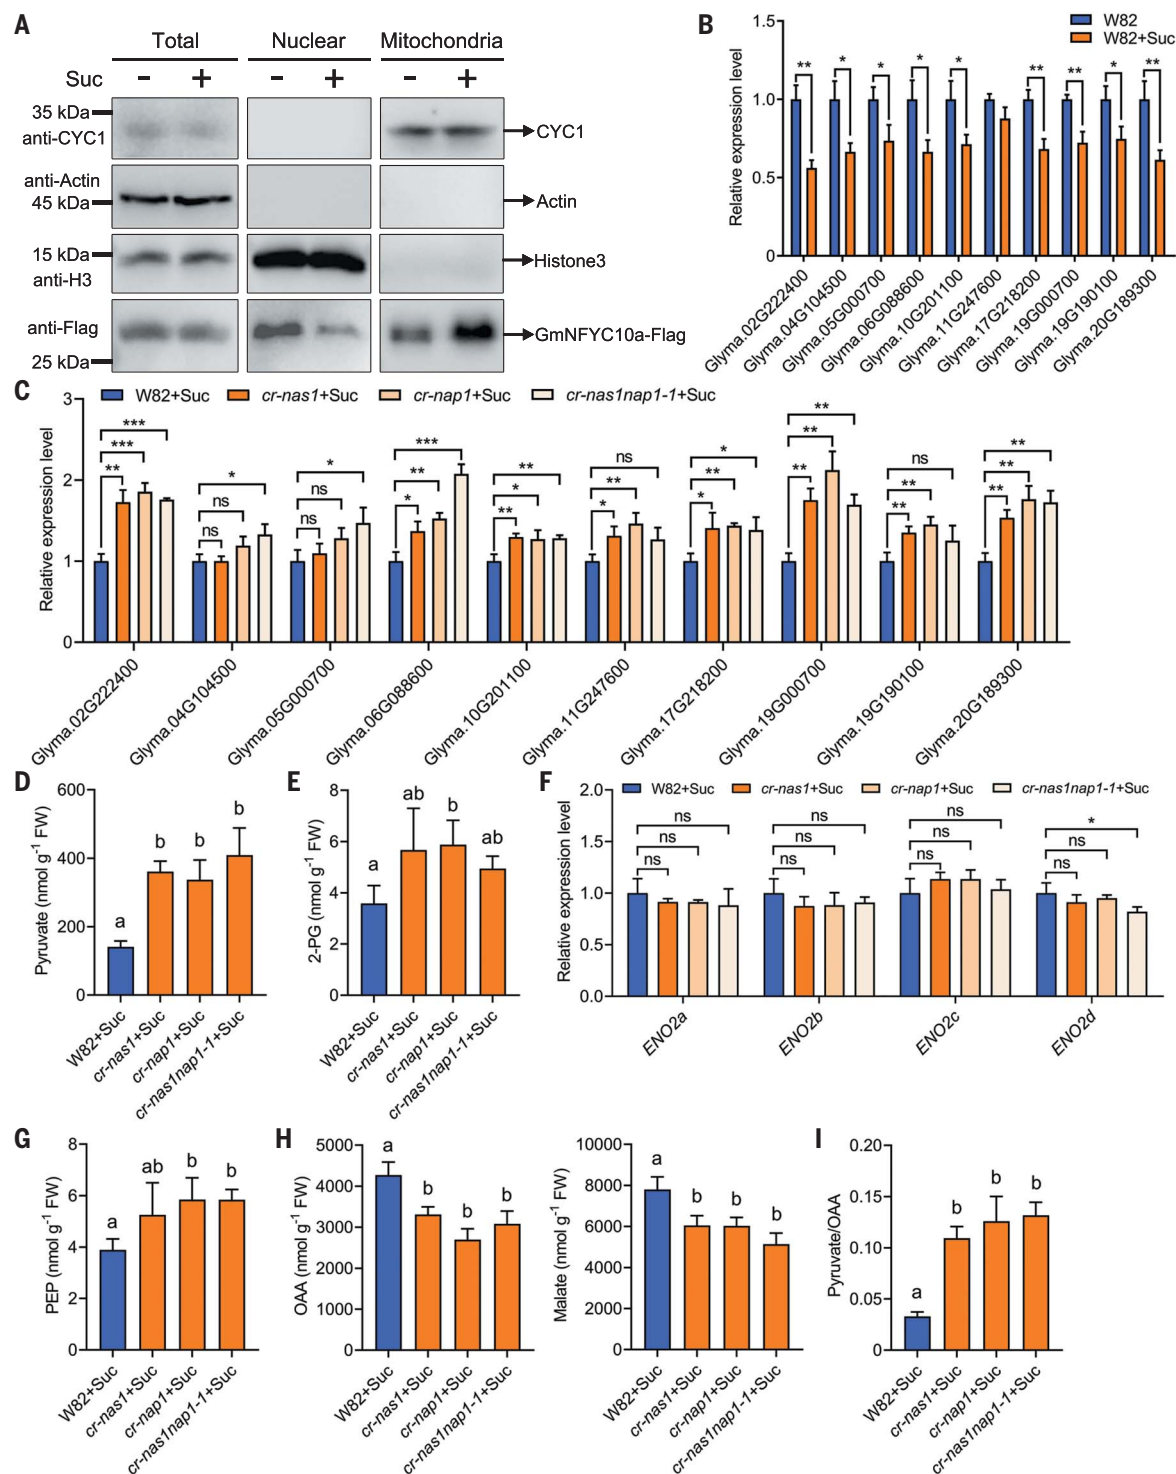 A
Total Nuclear Mitochondria
Suc - + - + - +
35 kDa
anti-CYC1
CYC1
anti-Actin
45 kDa
Actin
15 kDa
anti-H3
Histone3
anti-Flag
25 kDa
GmNFYC10a-Flag
B
W82
W82+Suc
Relative expression level
1.5
1.0
0.5
0
** * * * * ** ** * **
Glyma.02G222400
Glyma.04G104500
Glyma.05G000700
Glyma.06G088600
Glyma.10G201100
Glyma.11G247600
Glyma.17G218200
Glyma.19G000700
Glyma.19G190100
Glyma.20G189300
C
W82+Suc cr-nas1+Suc cr-nap1+Suc cr-nas1nap1-1+Suc
Relative expression level
3
2
1
0
*** * * *** ** ns * ** ns **
*** ns ns ** * ** ** ** ** **
** ns ns * ** * * ** ** **
Glyma.02G222400
Glyma.04G104500
Glyma.05G000700
Glyma.06G088600
Glyma.10G201100
Glyma.11G247600
Glyma.17G218200
Glyma.19G000700
Glyma.19G190100
Glyma.20G189300
D
Pyruvate (nmol g-1 FW)
600
400
200
0
a b b b
W82+Suc
cr-nas1+Suc
cr-nap1+Suc
cr-nas1nap1-1+Suc
E
2-PG (nmol g-1 FW)
8
6
4
2
0
a ab b ab
W82+Suc
cr-nas1+Suc
cr-nap1+Suc
cr-nas1nap1-1+Suc
F
W82+Suc cr-nas1+Suc cr-nap1+Suc cr-nas1nap1-1+Suc
Relative expression level
2.0
1.5
1.0
0.5
0.0
ns ns ns *
ns ns ns ns
ns ns ns ns
ENO2a
ENO2b
ENO2c
ENO2d
G
PEP (nmol g-1 FW)
8
6
4
2
0
a ab b b
W82+Suc
cr-nas1+Suc
cr-nap1+Suc
cr-nas1nap1-1+Suc
H
OAA (nmol g-1 FW)
5000
4000
3000
2000
1000
0
a b b b
W82+Suc
cr-nas1+Suc
cr-nap1+Suc
cr-nas1nap1-1+Suc
Malate (nmol g-1 FW)
10000
8000
6000
4000
2000
0
a b b b
W82+Suc
cr-nas1+Suc
cr-nap1+Suc
cr-nas1nap1-1+Suc
I
Pyruvate/OAA
0.20
0.15
0.10
0.05
0
a b b b
W82+Suc
cr-nas1+Suc
cr-nap1+Suc
cr-nas1nap1-1+Suc